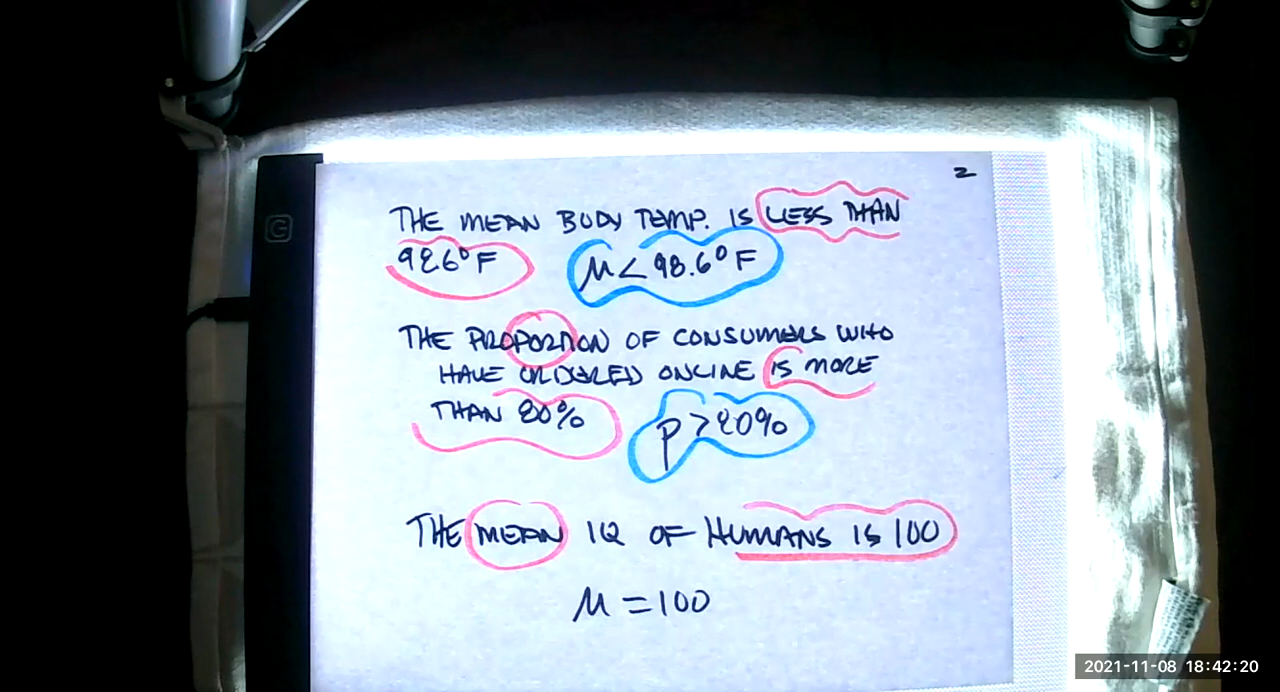 2
THE MEAN BODY TEMP. IS LESS THAN
98.6°F μ < 98.6°F
THE PROPORTION OF CONSUMERS WHO
HAVE ORDERED ONLINE IS MORE
THAN 80% p > 80%
THE MEAN IQ OF HUMANS IS 100
μ = 100
G
2021-11-08 18:42:20